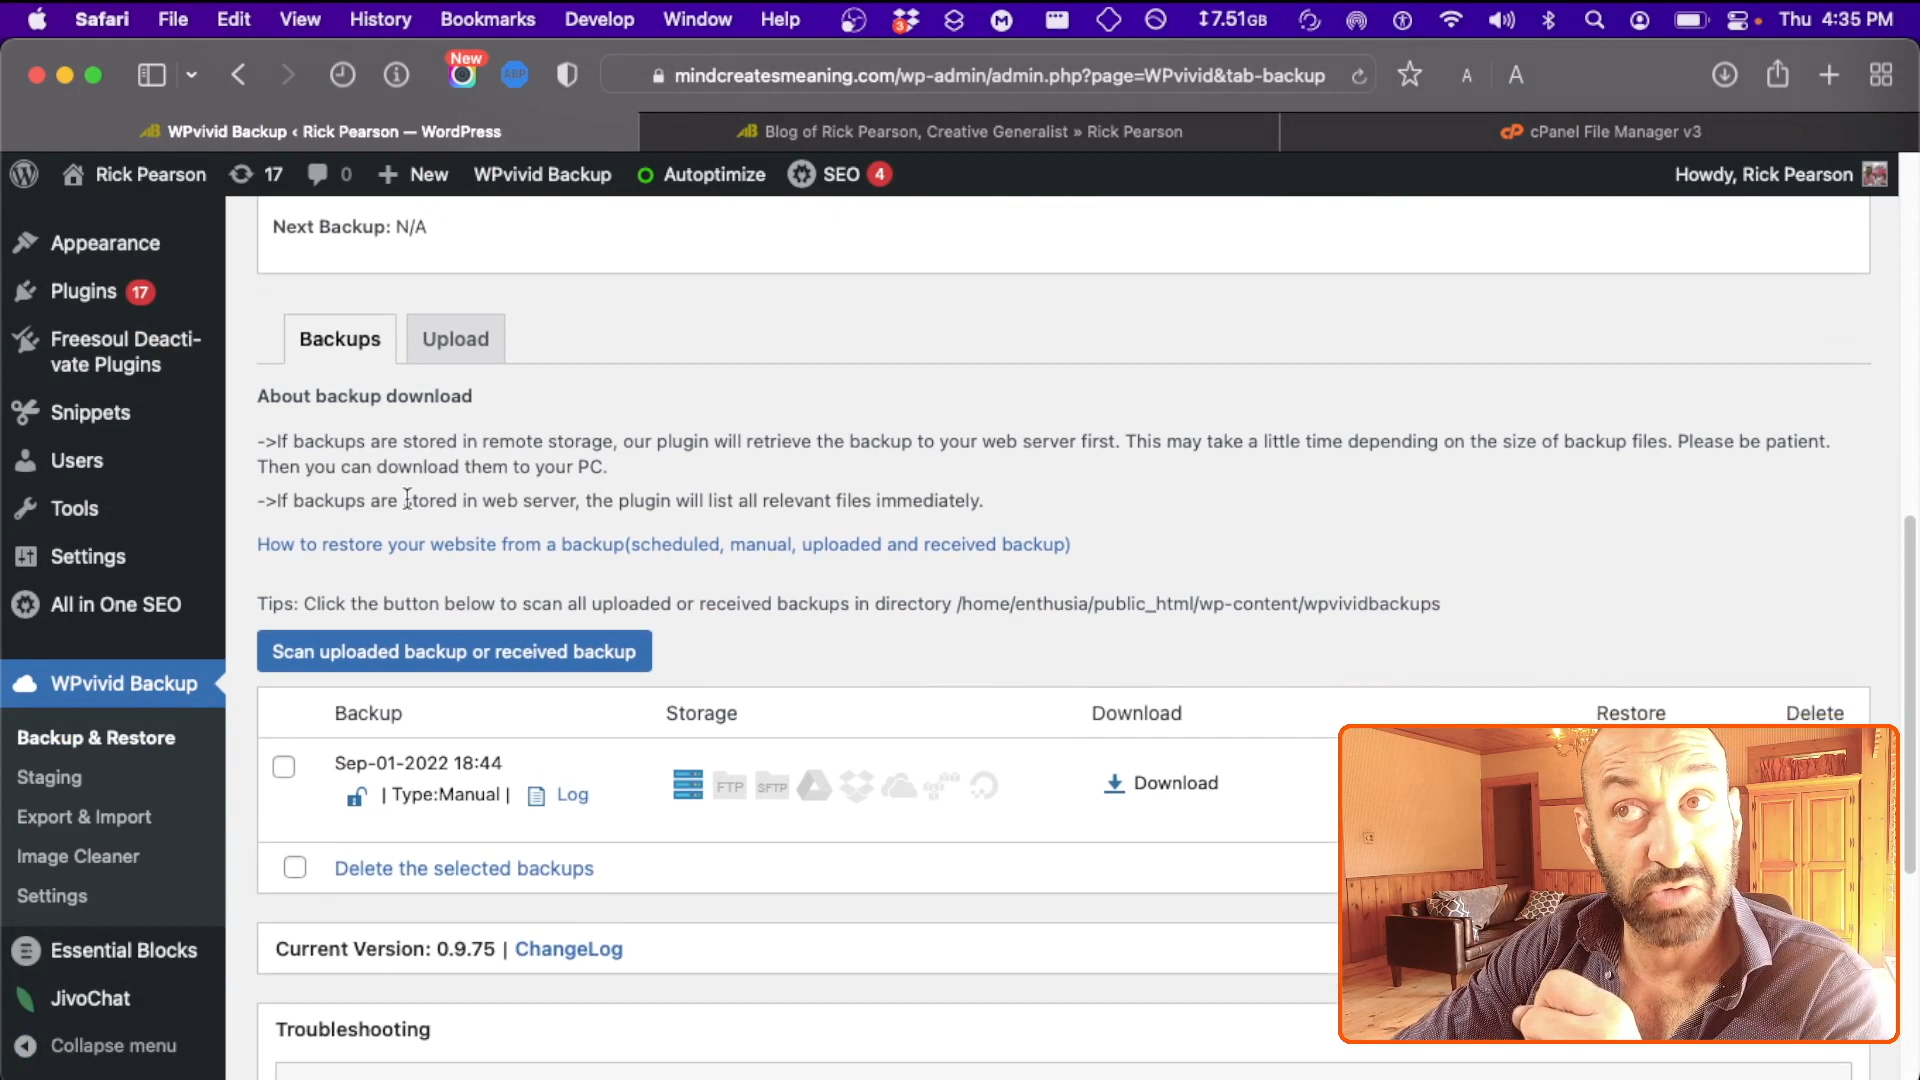 Safari File Edit View History Bookmarks Develop Window Help 3 7.51GB Thu 4:35 PM
New
ABP mindcreatesmeaning.com/wp-admin/admin.php?page=WPvivid&tab-backup A A
WPvivid Backup ‹ Rick Pearson — WordPress
Blog of Rick Pearson, Creative Generalist » Rick Pearson
cPanel File Manager v3
Rick Pearson 17 0 + New WPvivid Backup Autoptimize SEO 4 Howdy, Rick Pearson
Appearance
Plugins 17
Freesoul Deacti-
vate Plugins
Snippets
Users
Tools
Settings
All in One SEO
WPvivid Backup
Backup & Restore
Staging
Export & Import
Image Cleaner
Settings
Essential Blocks
JivoChat
Collapse menu
Next Backup: N/A
Backups Upload
About backup download
->If backups are stored in remote storage, our plugin will retrieve the backup to your web server first. This may take a little time depending on the size of backup files. Please be patient.
Then you can download them to your PC.
->If backups are stored in web server, the plugin will list all relevant files immediately.
How to restore your website from a backup(scheduled, manual, uploaded and received backup)
Tips: Click the button below to scan all uploaded or received backups in directory /home/enthusia/public_html/wp-content/wpvividbackups
Scan uploaded backup or received backup
Backup Storage Download Restore Delete
Sep-01-2022 18:44
| Type:Manual | Log
FTP SFTP
Download
Delete the selected backups
Current Version: 0.9.75 | ChangeLog
Troubleshooting